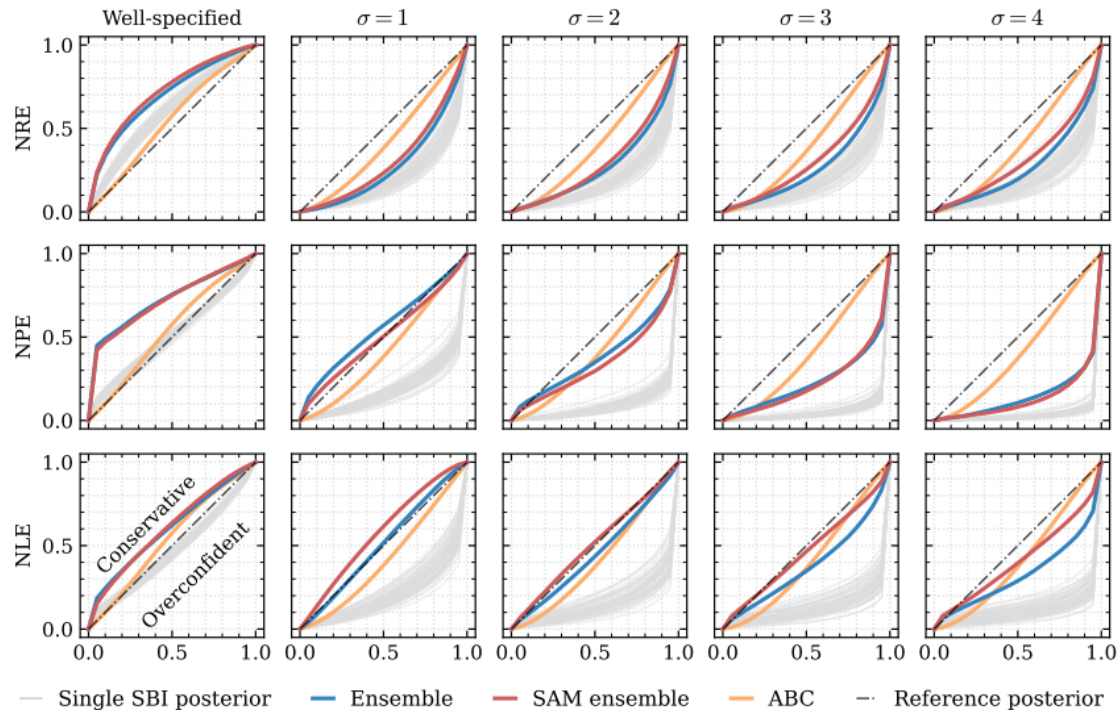 Well-specified σ = 1 σ = 2 σ = 3 σ = 4
NRE
1.0
0.5
0.0
NPE
1.0
0.5
0.0
NLE
1.0
0.5
0.0
Conservative
Overconfident
0.0 0.5 1.0 0.0 0.5 1.0 0.0 0.5 1.0 0.0 0.5 1.0 0.0 0.5 1.0
Single SBI posterior Ensemble SAM ensemble ABC Reference posterior